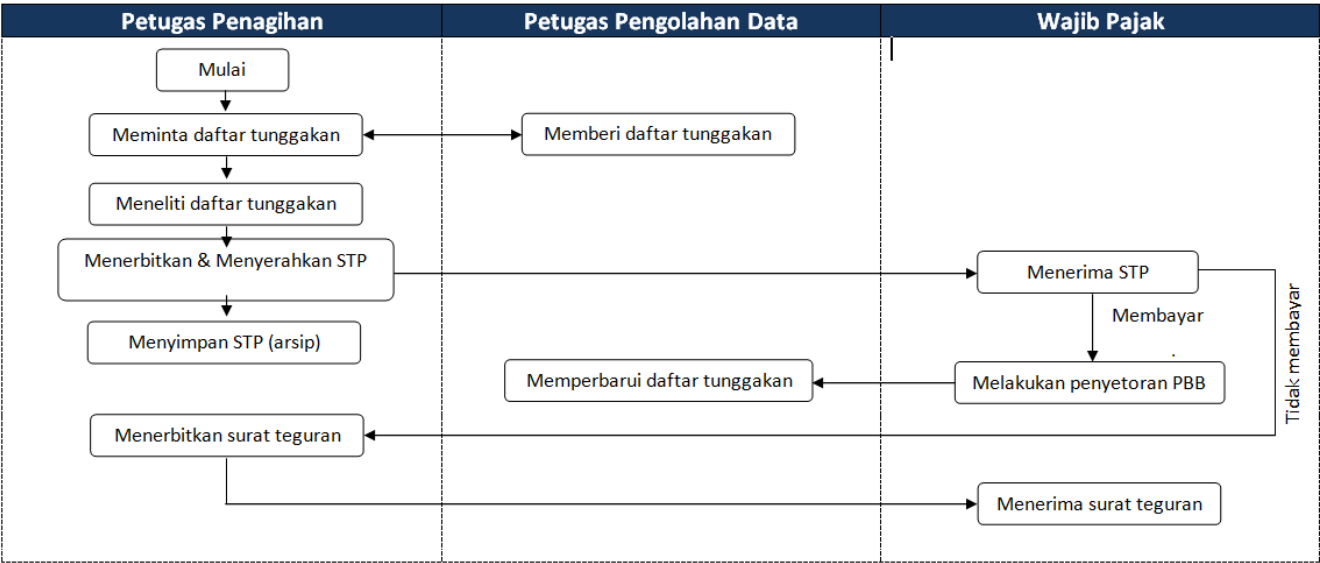 Petugas Penagihan
Petugas Pengolahan Data
Wajib Pajak
Mulai
Meminta daftar tunggakan
Memberi daftar tunggakan
Meneliti daftar tunggakan
Menerbitkan & Menyerahkan STP
Menerima STP
Membayar
Tidak membayar
Menyimpan STP (arsip)
Memperbarui daftar tunggakan
Melakukan penyetoran PBB
Menerbitkan surat teguran
Menerima surat teguran